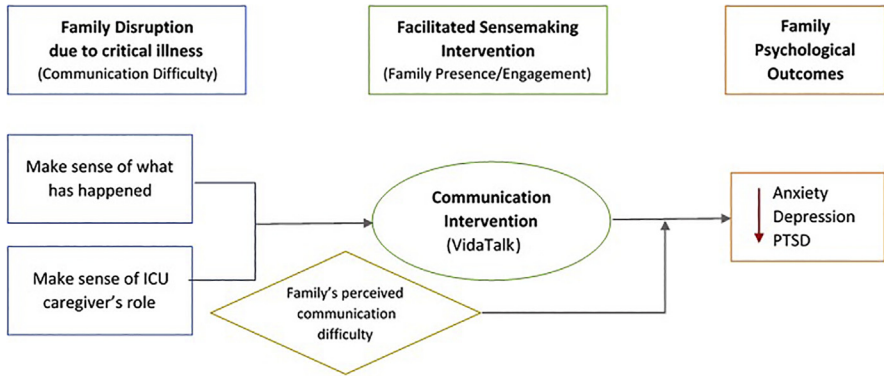 Family Disruption
due to critical illness
(Communication Difficulty)
Facilitated Sensemaking
Intervention
(Family Presence/Engagement)
Family
Psychological
Outcomes
Make sense of what
has happened
Make sense of ICU
caregiver's role
Communication
Intervention
(VidaTalk)
Family's perceived
communication
difficulty
Anxiety
Depression
PTSD